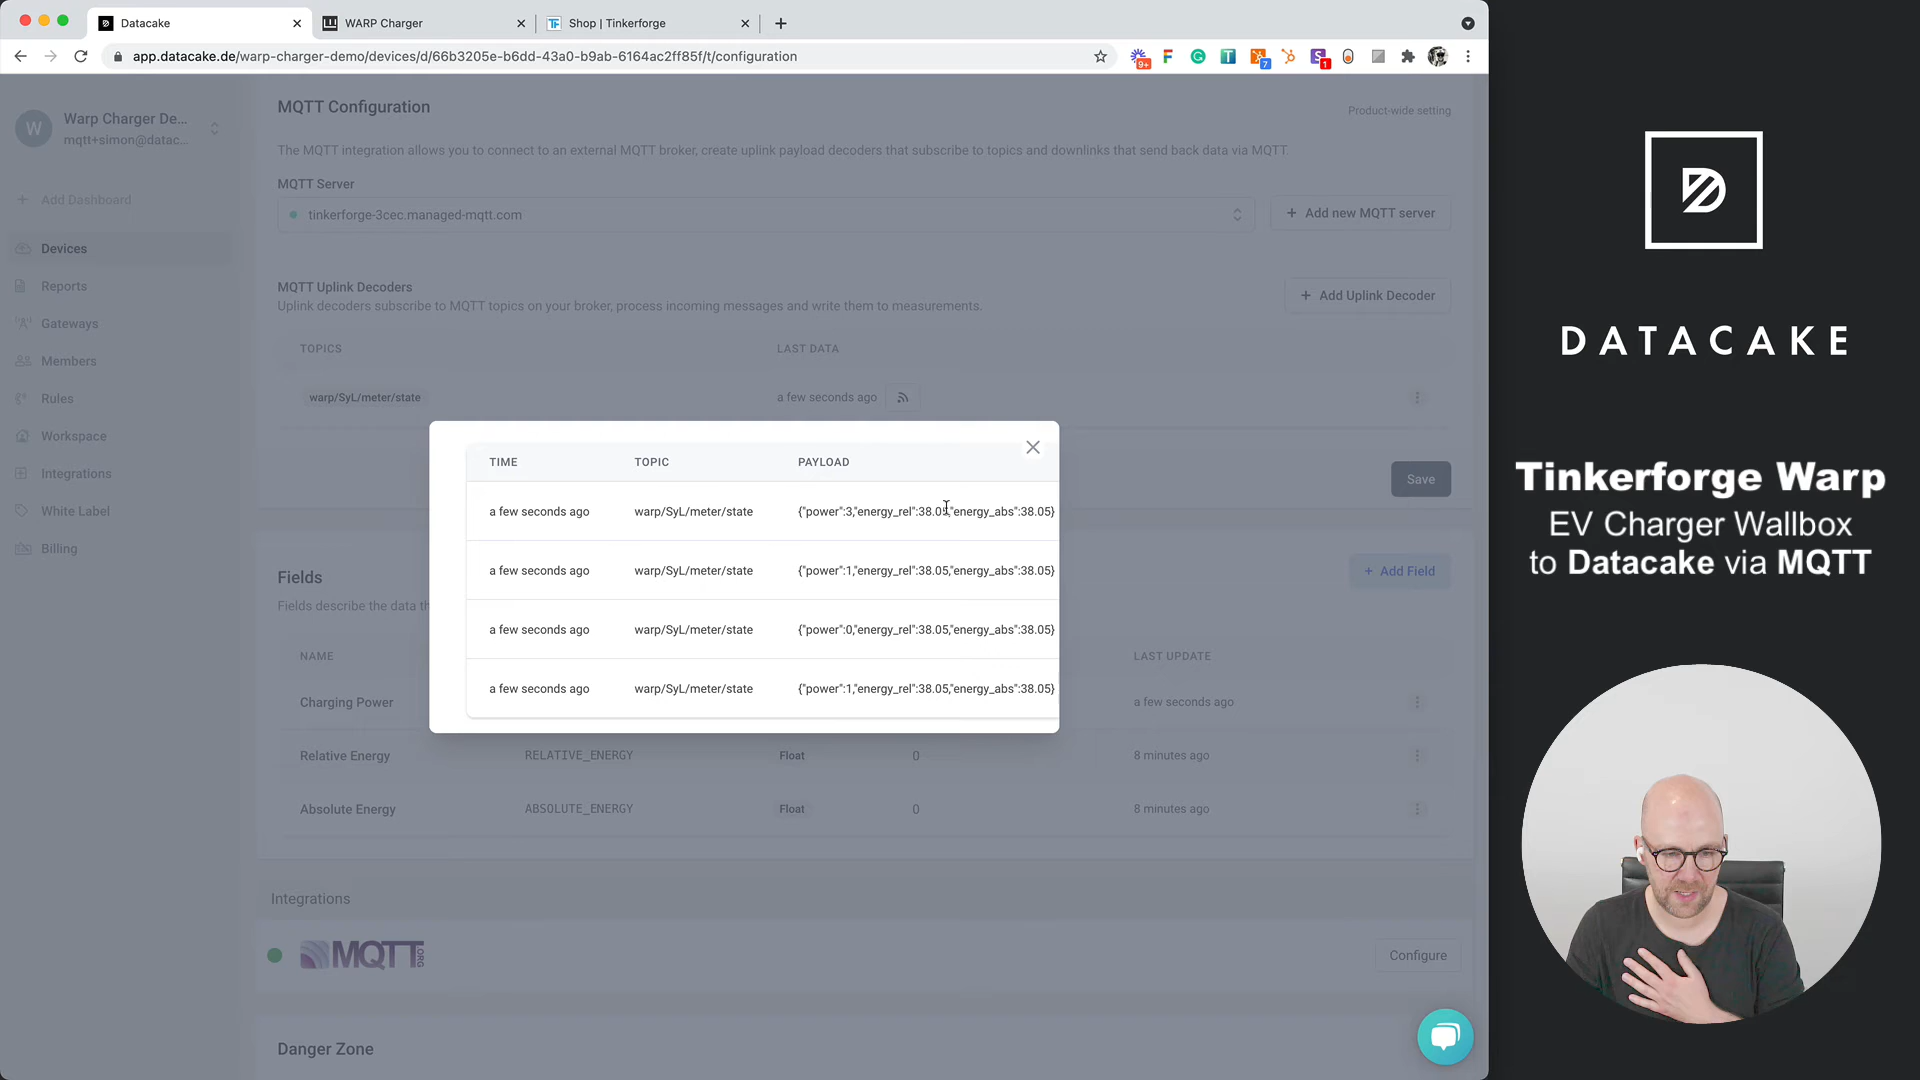 Datacake
WARP Charger
Shop | Tinkerforge
app.datacake.de/warp-charger-demo/devices/d/66b3205e-b6dd-43a0-b9ab-6164ac2ff85f/t/configuration
9+
7
1
W
Warp Charger De...
mqtt+simon@datac...
Add Dashboard
Devices
Reports
Gateways
Members
Rules
Workspace
Integrations
White Label
Billing
MQTT Configuration
Product-wide setting
The MQTT integration allows you to connect to an external MQTT broker, create uplink payload decoders that subscribe to topics and downlinks that send back data via MQTT.
MQTT Server
tinkerforge-3cec.managed-mqtt.com
+ Add new MQTT server
MQTT Uplink Decoders
Uplink decoders subscribe to MQTT topics on your broker, process incoming messages and write them to measurements.
+ Add Uplink Decoder
TOPICS LAST DATA
warp/SyL/meter/state a few seconds ago
Save
TIME TOPIC PAYLOAD
a few seconds ago warp/SyL/meter/state {"power":3,"energy_rel":38.05,"energy_abs":38.05}
a few seconds ago warp/SyL/meter/state {"power":1,"energy_rel":38.05,"energy_abs":38.05}
a few seconds ago warp/SyL/meter/state {"power":0,"energy_rel":38.05,"energy_abs":38.05}
a few seconds ago warp/SyL/meter/state {"power":1,"energy_rel":38.05,"energy_abs":38.05}
Fields
Fields describe the data th
+ Add Field
NAME LAST UPDATE
Charging Power a few seconds ago
Relative Energy RELATIVE_ENERGY Float 0 8 minutes ago
Absolute Energy ABSOLUTE_ENERGY Float 0 8 minutes ago
Integrations
MQTT.ORG
Configure
Danger Zone
DATACAKE
Tinkerforge Warp
EV Charger Wallbox
to Datacake via MQTT